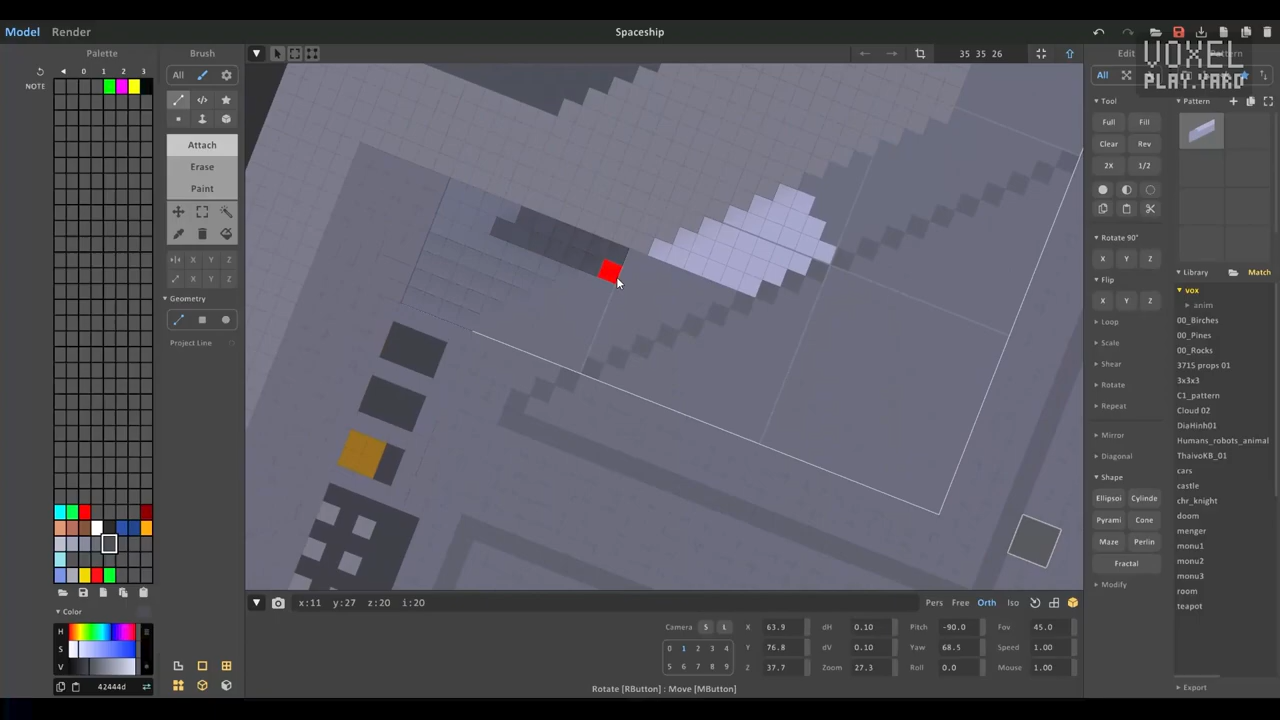 Model Render Spaceship
VOXEL
PLAY.YARD
Palette Brush 35 35 26 Edit Pattern
0 1 2 3 All All
NOTE
Tool Pattern
Full Fill
Attach Clear Rev
Erase 2X 1/2
Paint
Rotate 90°
X Y Z X Y Z
X Y Z Flip Library Match
Geometry X Y Z vox
anim
Project Line Loop 00_Birches
Scale 00_Pines
00_Rocks
Shear 3715 props 01
Rotate 3x3x3
Repeat C1_pattern
Cloud 02
Mirror DiaHinh01
Humans_robots_animal
Diagonal ThaivoKB_01
Shape cars
castle
Ellipsoi Cylinde chr_knight
Pyrami Cone doom
menger
Maze Perlin monu1
Fractal monu2
Modify monu3
room
teapot
x:11 y:27 z:20 i:20 Pers Free Orth Iso
Color
H Camera S L X 63.9 dH 0.10 Pitch -90.0 Fov 45.0
S 0 1 2 3 4 Y 76.8 dV 0.10 Yaw 68.5 Speed 1.00
V 5 6 7 8 9 Z 37.7 Zoom 27.3 Roll 0.0 Mouse 1.00
42444d Rotate [RButton] : Move [MButton] Export